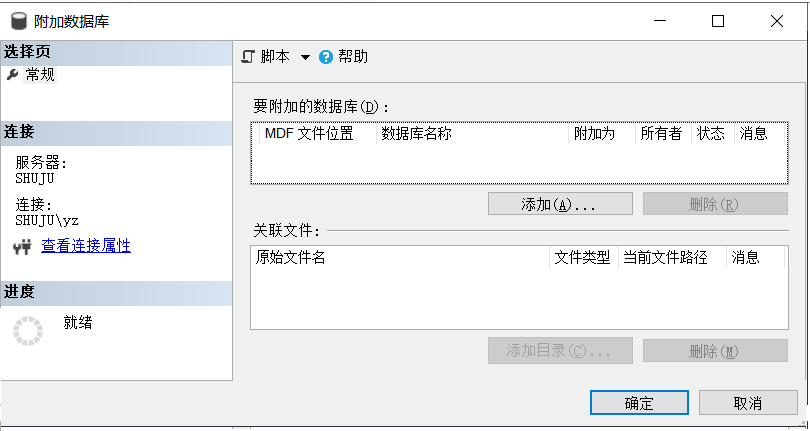 附加数据库
选择页
常规
脚本 帮助
要附加的数据库(D):
MDF 文件位置 数据库名称 附加为 所有者 状态 消息
添加(A)... 删除(R)
关联文件:
原始文件名 文件类型 当前文件路径 消息
添加目录(C)... 删除(M)
连接
服务器:
SHUJU
连接:
SHUJU\yz
查看连接属性
进度
就绪
确定 取消